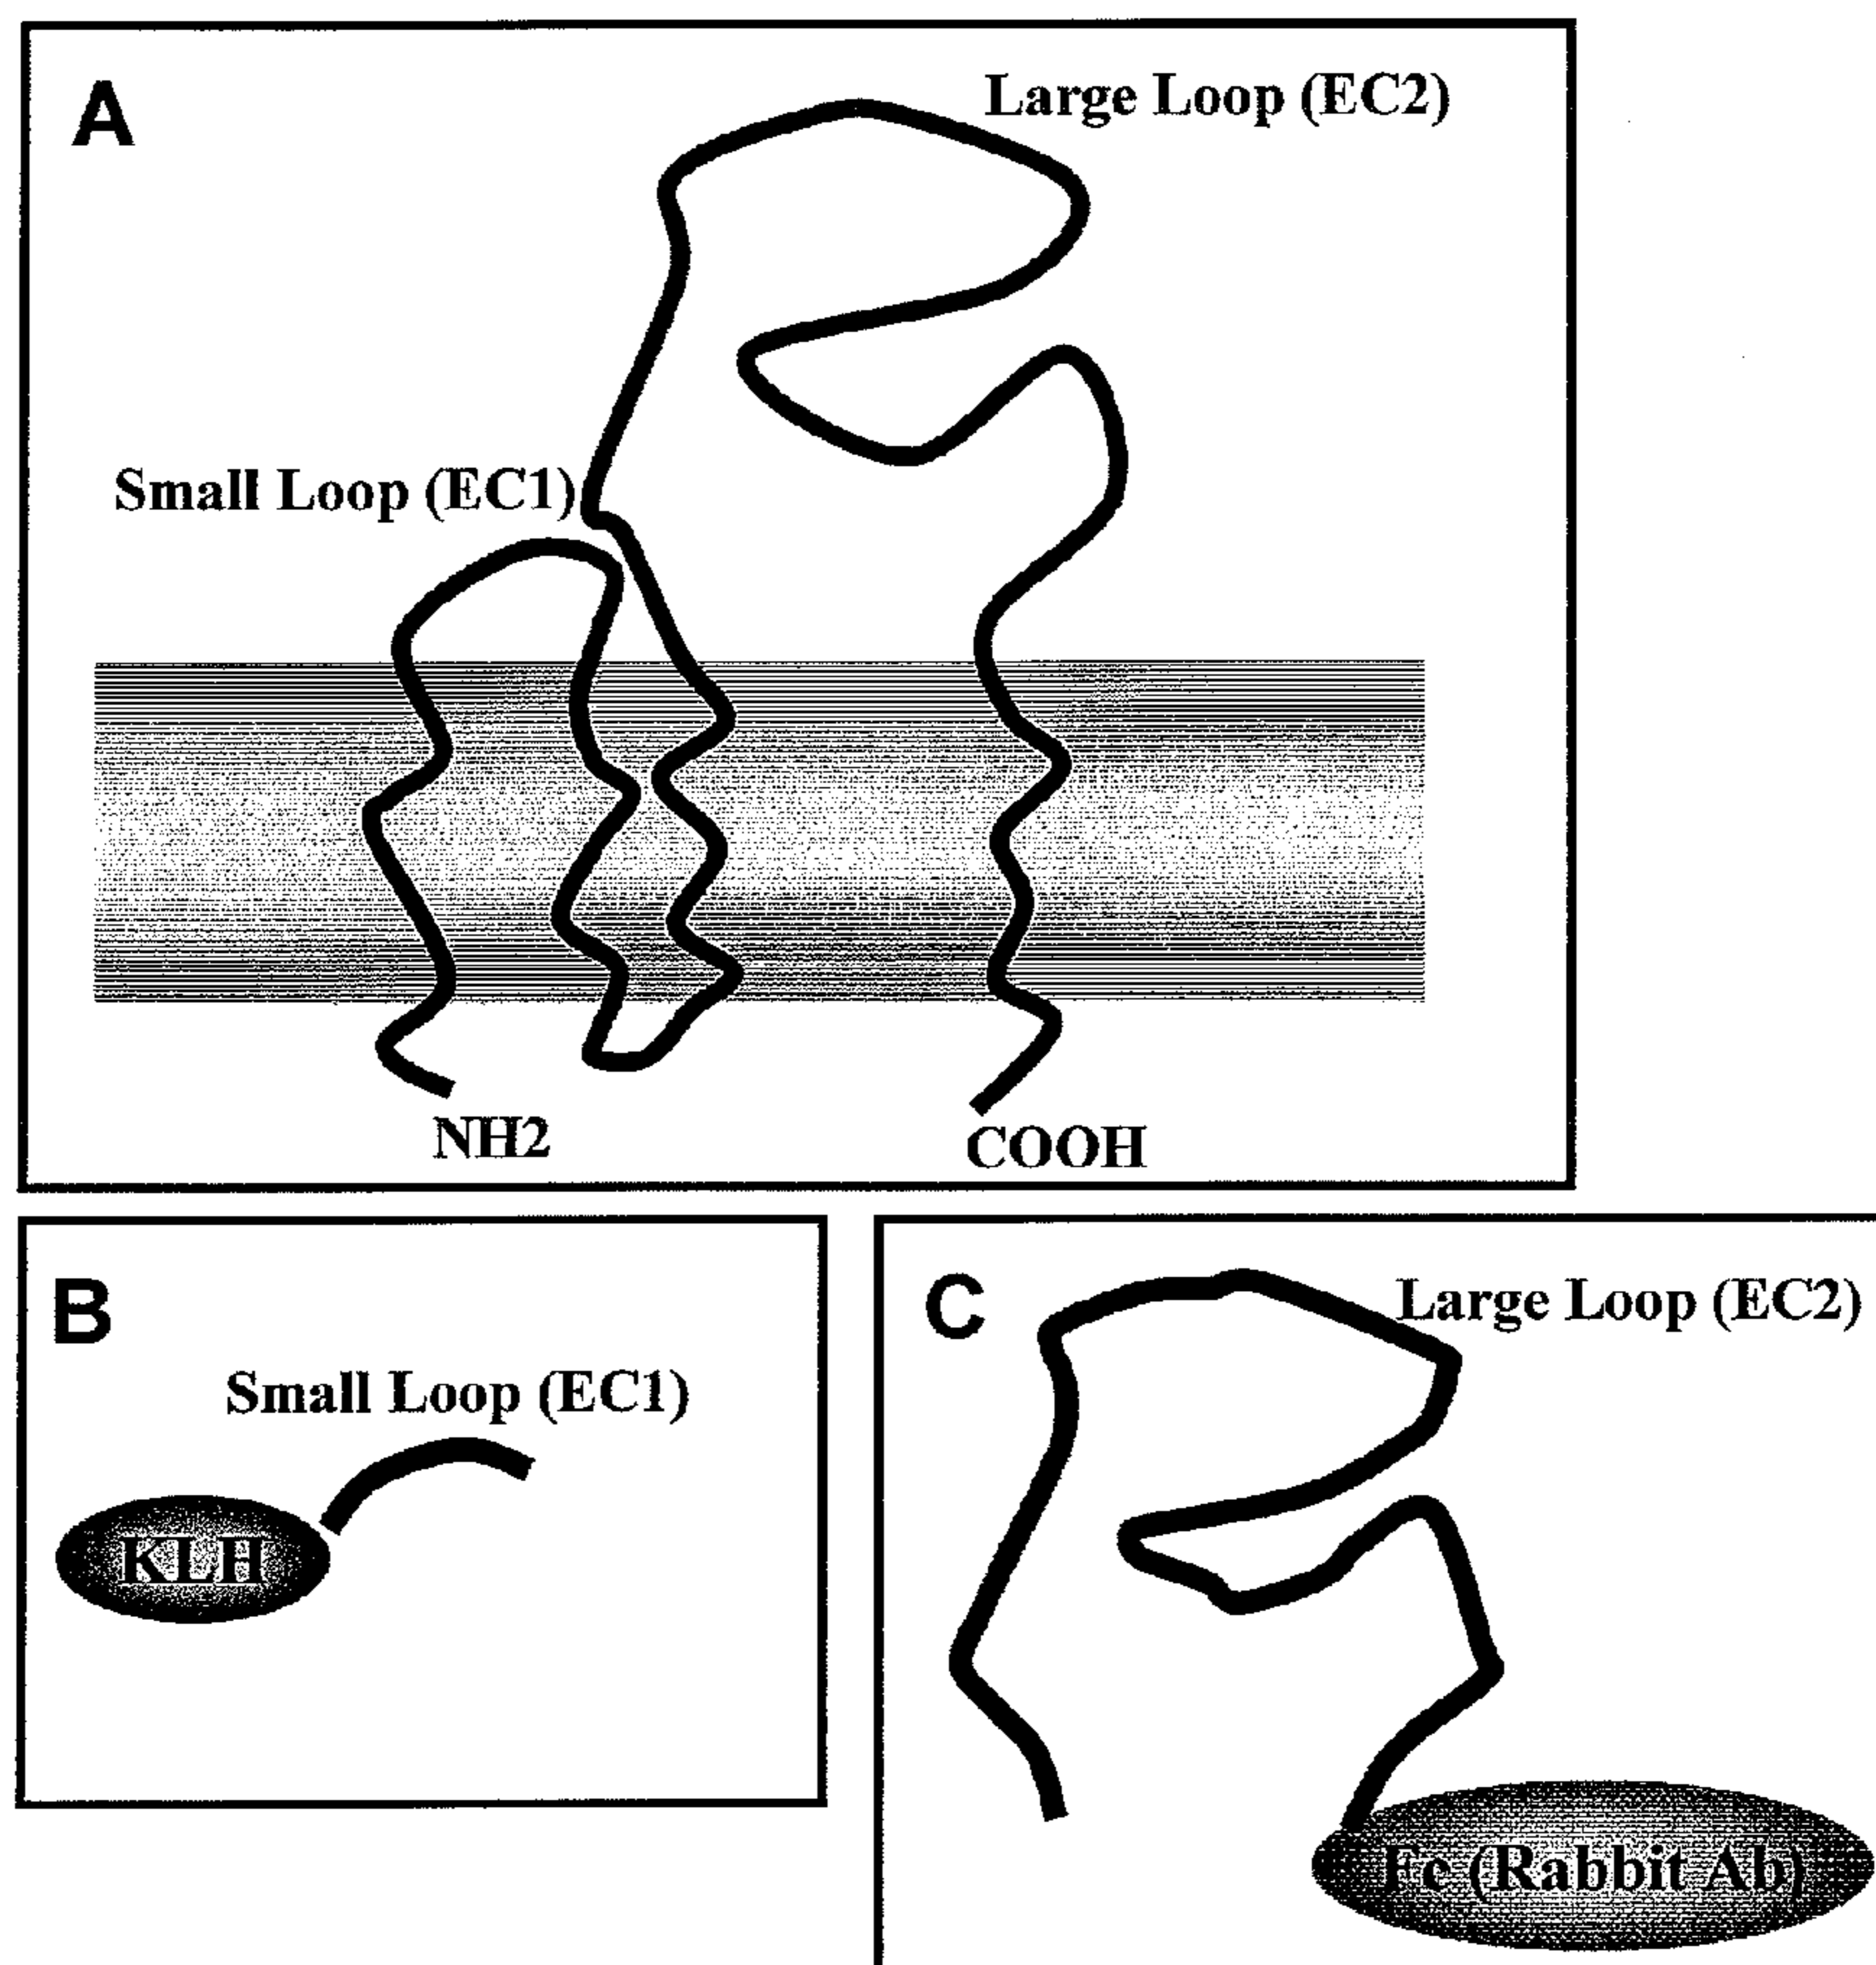 A
Large Loop (EC2)
Small Loop (EC1)
NH2
COOH
B
Small Loop (EC1)
KLH
C
Large Loop (EC2)
Fc (Rabbit Ab)